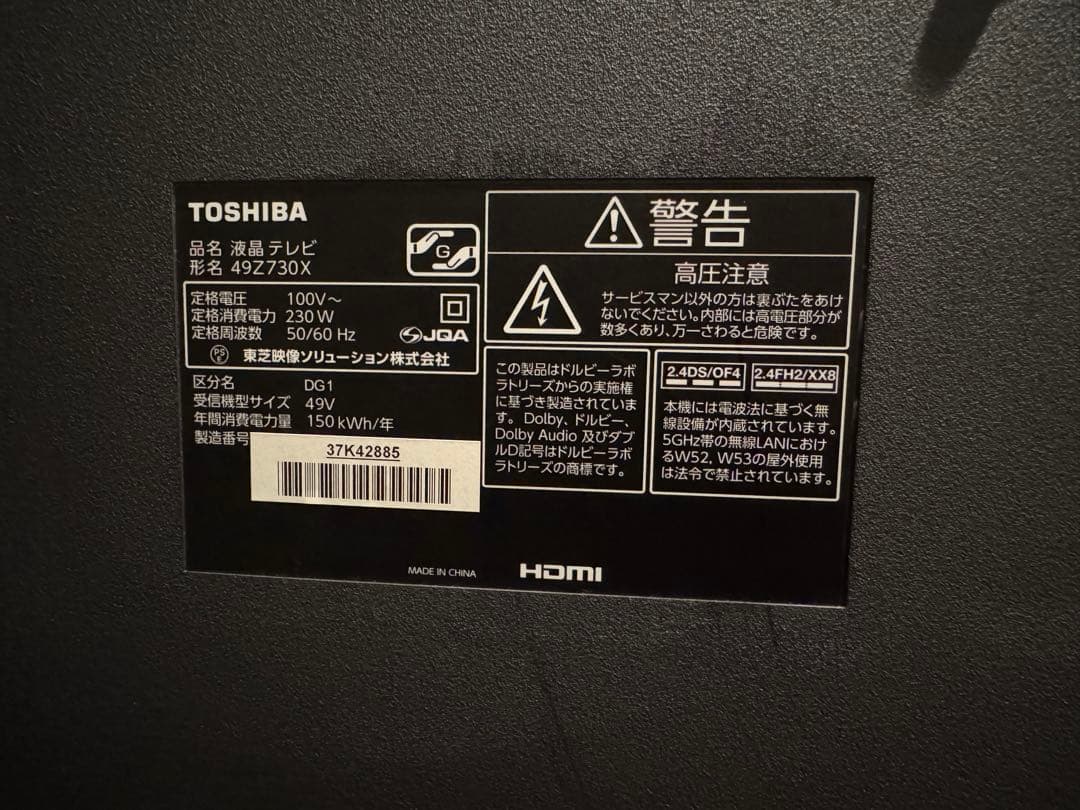 TOSHIBA
品名 液晶テレビ
形名 49Z730X
G
定格電圧 100V～
定格消費電力 230W
定格周波数 50/60 Hz
JQA
PS
E
東芝映像ソリューション株式会社
区分名 DG1
受信機型サイズ 49V
年間消費電力量 150kWh/年
製造番号
37K42885
警告
高圧注意
サービスマン以外の方は裏ぶたをあけ
ないでください。内部には高電圧部分が
数多くあり、万一さわると危険です。
この製品はドルビーラボ
ラトリーズからの実施権
に基づき製造されていま
す。Dolby、ドルビー、
Dolby Audio 及びダブ
ルD記号はドルビーラボ
ラトリーズの商標です。
2.4DS/OF4 2.4FH2/XX8
本機には電波法に基づく無
線設備が内蔵されています。
5GHz帯の無線LANにおけ
るW52、W53の屋外使用
は法令で禁止されています。
MADE IN CHINA
HDMI